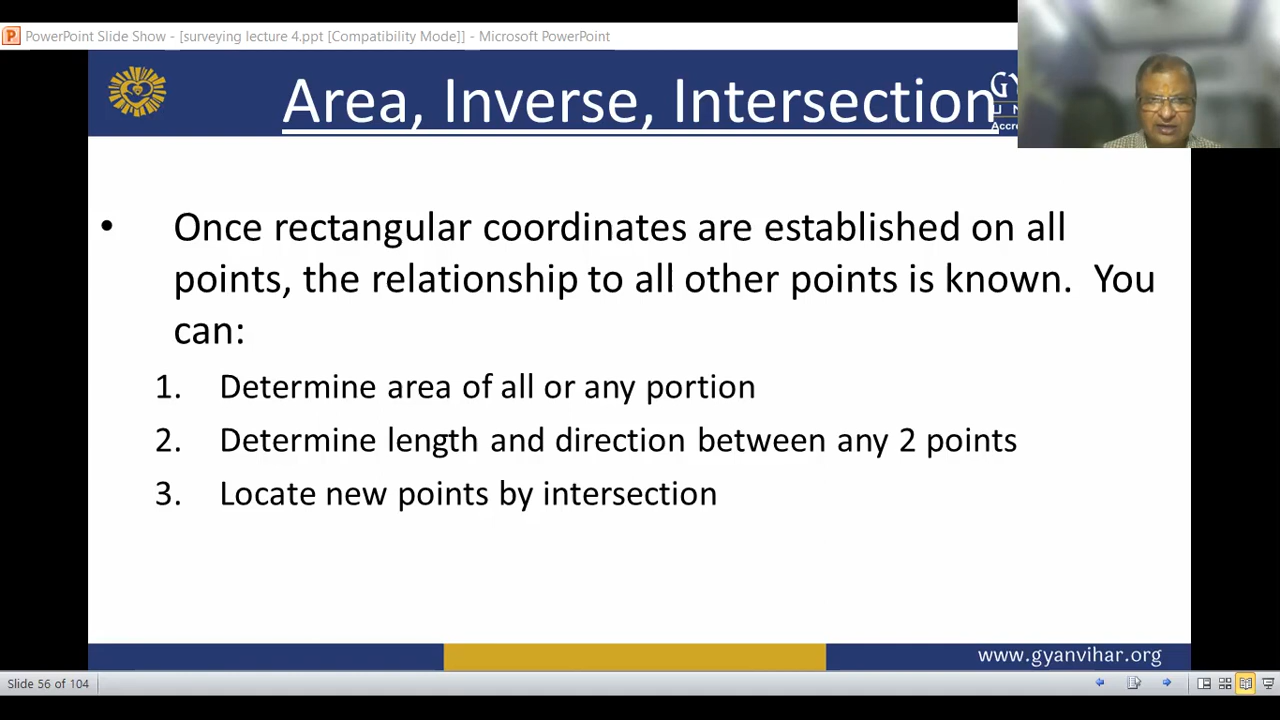 PowerPoint Slide Show - [surveying lecture 4.ppt [Compatibility Mode]] - Microsoft PowerPoint
Area, Inverse, Intersection
• Once rectangular coordinates are established on all
points, the relationship to all other points is known. You
can:
1. Determine area of all or any portion
2. Determine length and direction between any 2 points
3. Locate new points by intersection
www.gyanvihar.org
Slide 56 of 104